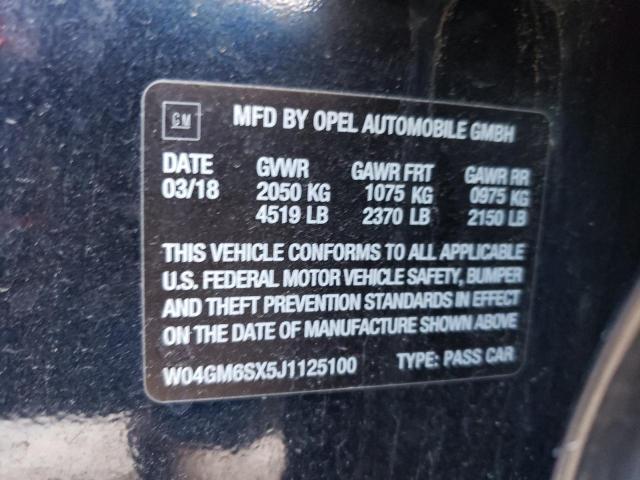 GM MFD BY OPEL AUTOMOBILE GMBH
DATE GVWR GAWR FRT GAWR RR
03/18 2050 KG 1075 KG 0975 KG
4519 LB 2370 LB 2150 LB
THIS VEHICLE CONFORMS TO ALL APPLICABLE
U.S. FEDERAL MOTOR VEHICLE SAFETY, BUMPER
AND THEFT PREVENTION STANDARDS IN EFFECT
ON THE DATE OF MANUFACTURE SHOWN ABOVE
W04GM6SX5J1125100 TYPE: PASS CAR